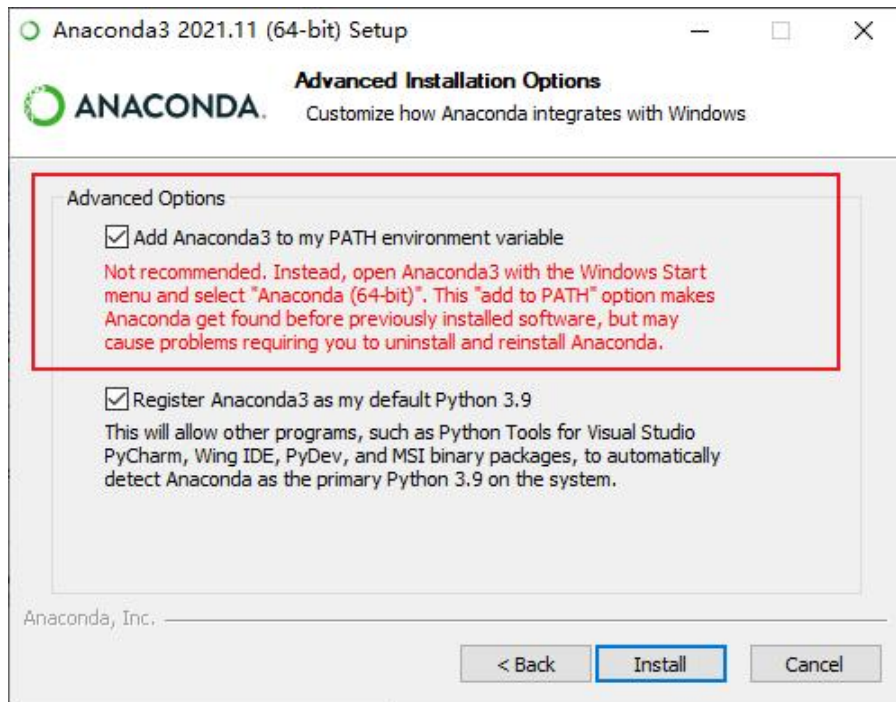 Anaconda3 2021.11 (64-bit) Setup
ANACONDA.
Advanced Installation Options
Customize how Anaconda integrates with Windows
Advanced Options
Add Anaconda3 to my PATH environment variable
Not recommended. Instead, open Anaconda3 with the Windows Start
menu and select "Anaconda (64-bit)". This "add to PATH" option makes
Anaconda get found before previously installed software, but may
cause problems requiring you to uninstall and reinstall Anaconda.
Register Anaconda3 as my default Python 3.9
This will allow other programs, such as Python Tools for Visual Studio
PyCharm, Wing IDE, PyDev, and MSI binary packages, to automatically
detect Anaconda as the primary Python 3.9 on the system.
Anaconda, Inc.
< Back
Install
Cancel